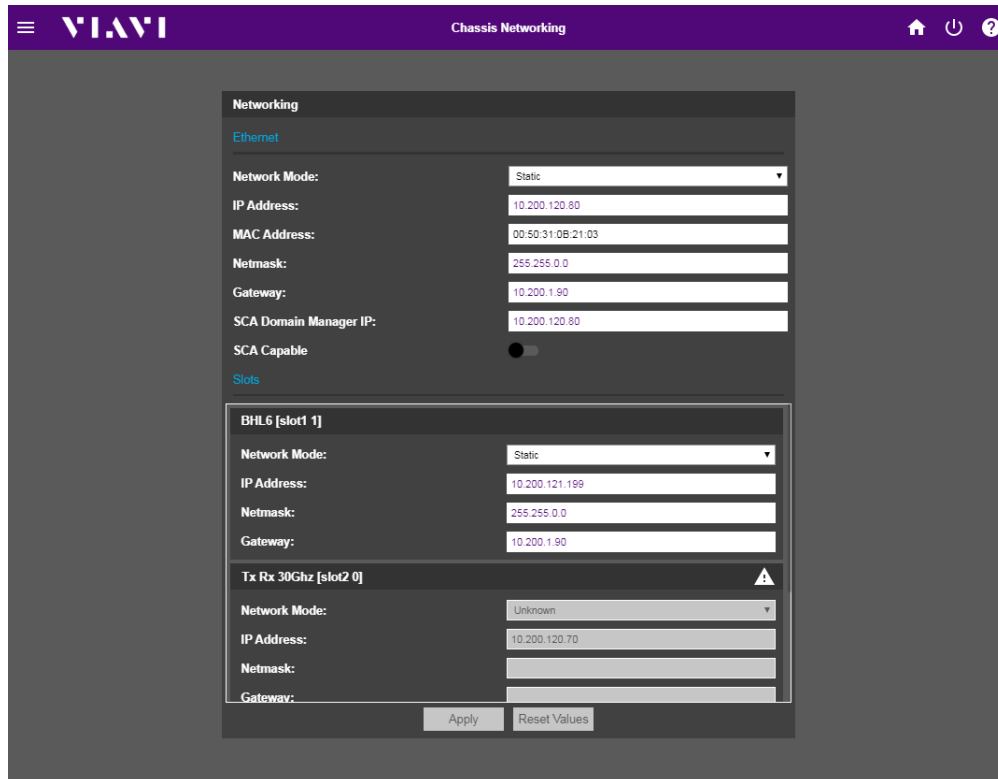 VIAVI
Chassis Networking
Networking
Ethernet
Network Mode: Static
IP Address: 10.200.120.80
MAC Address: 00:50:31:0B:21:03
Netmask: 255.255.0.0
Gateway: 10.200.1.90
SCA Domain Manager IP: 10.200.120.80
SCA Capable
Slots
BHL6 [slot1 1]
Network Mode: Static
IP Address: 10.200.121.199
Netmask: 255.255.0.0
Gateway: 10.200.1.90
Tx Rx 30Ghz [slot2 0]
Network Mode: Unknown
IP Address: 10.200.120.70
Netmask:
Gateway:
Apply Reset Values